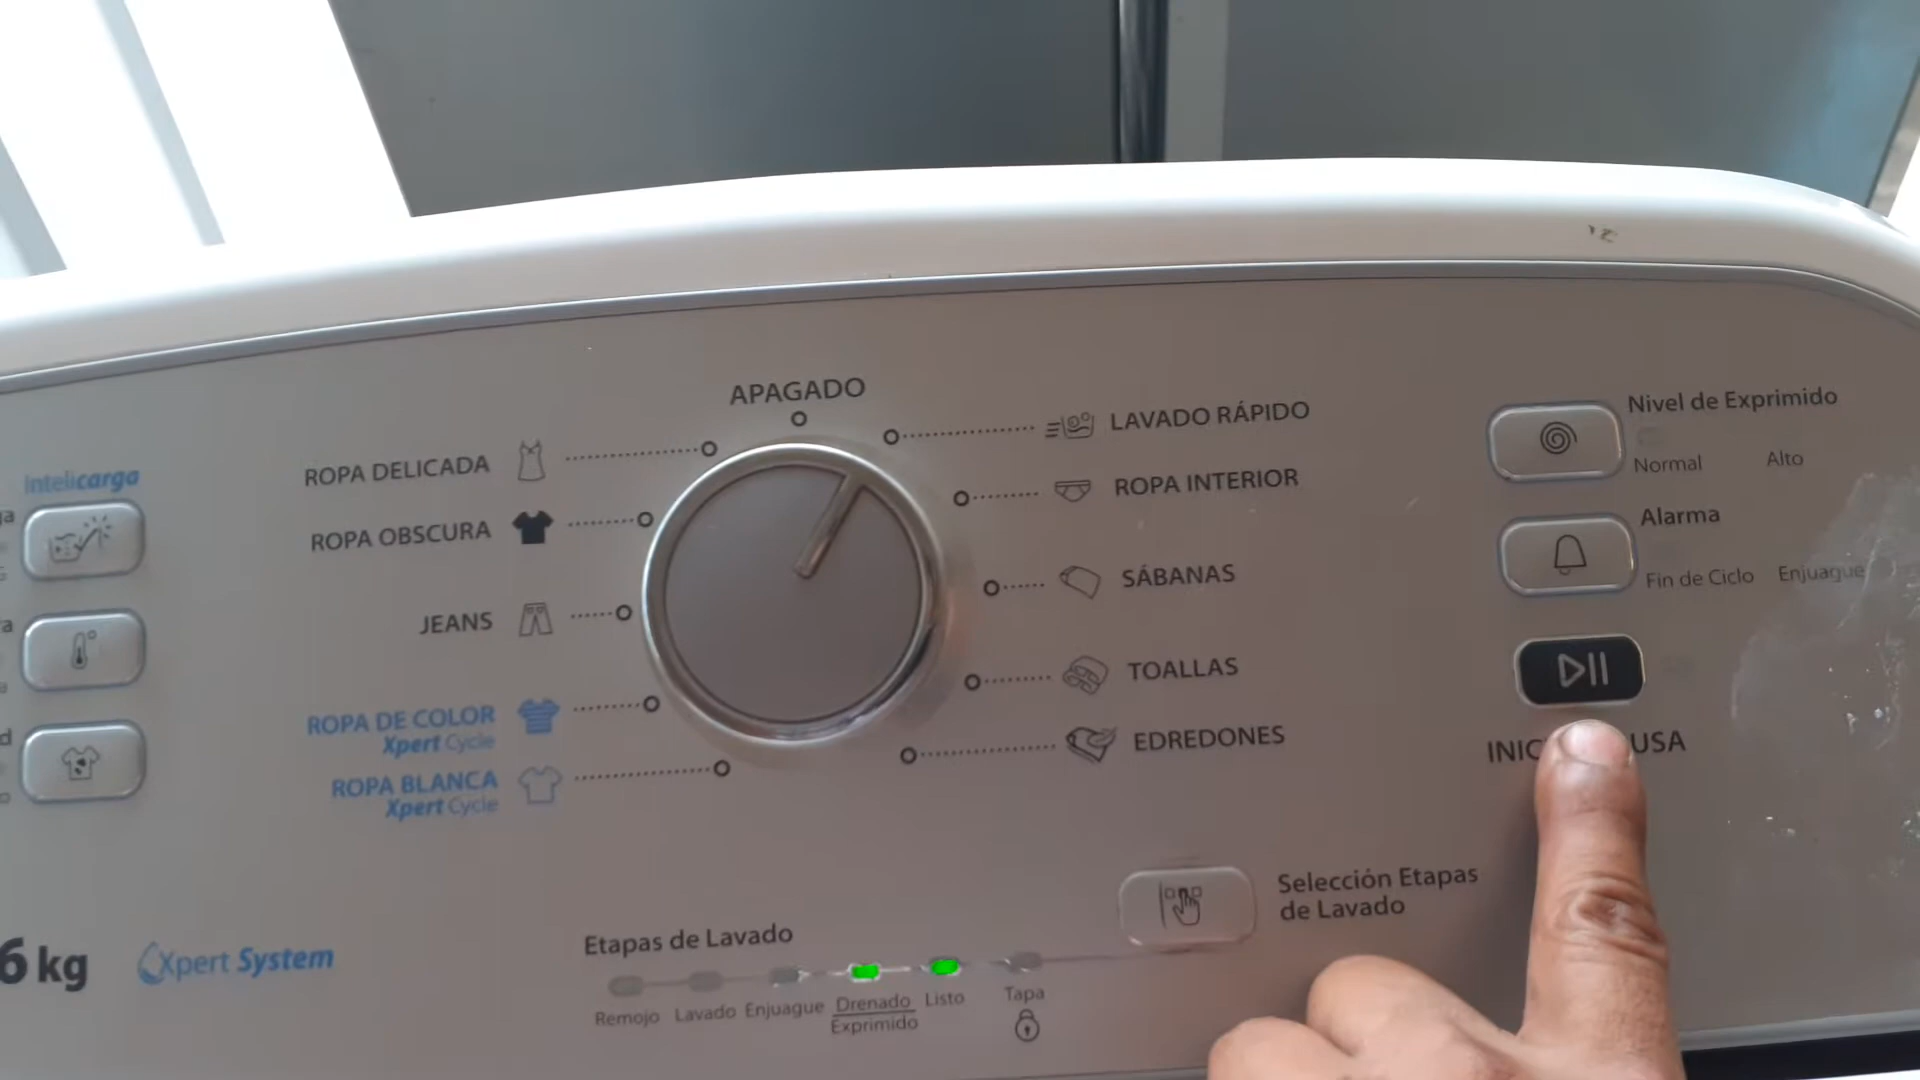 APAGADO
Intelicarga
ROPA DELICADA
ROPA OBSCURA
JEANS
ROPA DE COLOR
Xpert Cycle
ROPA BLANCA
Xpert Cycle
LAVADO RÁPIDO
ROPA INTERIOR
SÁBANAS
TOALLAS
EDREDONES
Nivel de Exprimido
Normal Alto
Alarma
Fin de Ciclo Enjuague
INIC USA
Selección Etapas
de Lavado
6 kg
Xpert System
Etapas de Lavado
Remojo Lavado Enjuague Drenado Listo Tapa
Exprimido